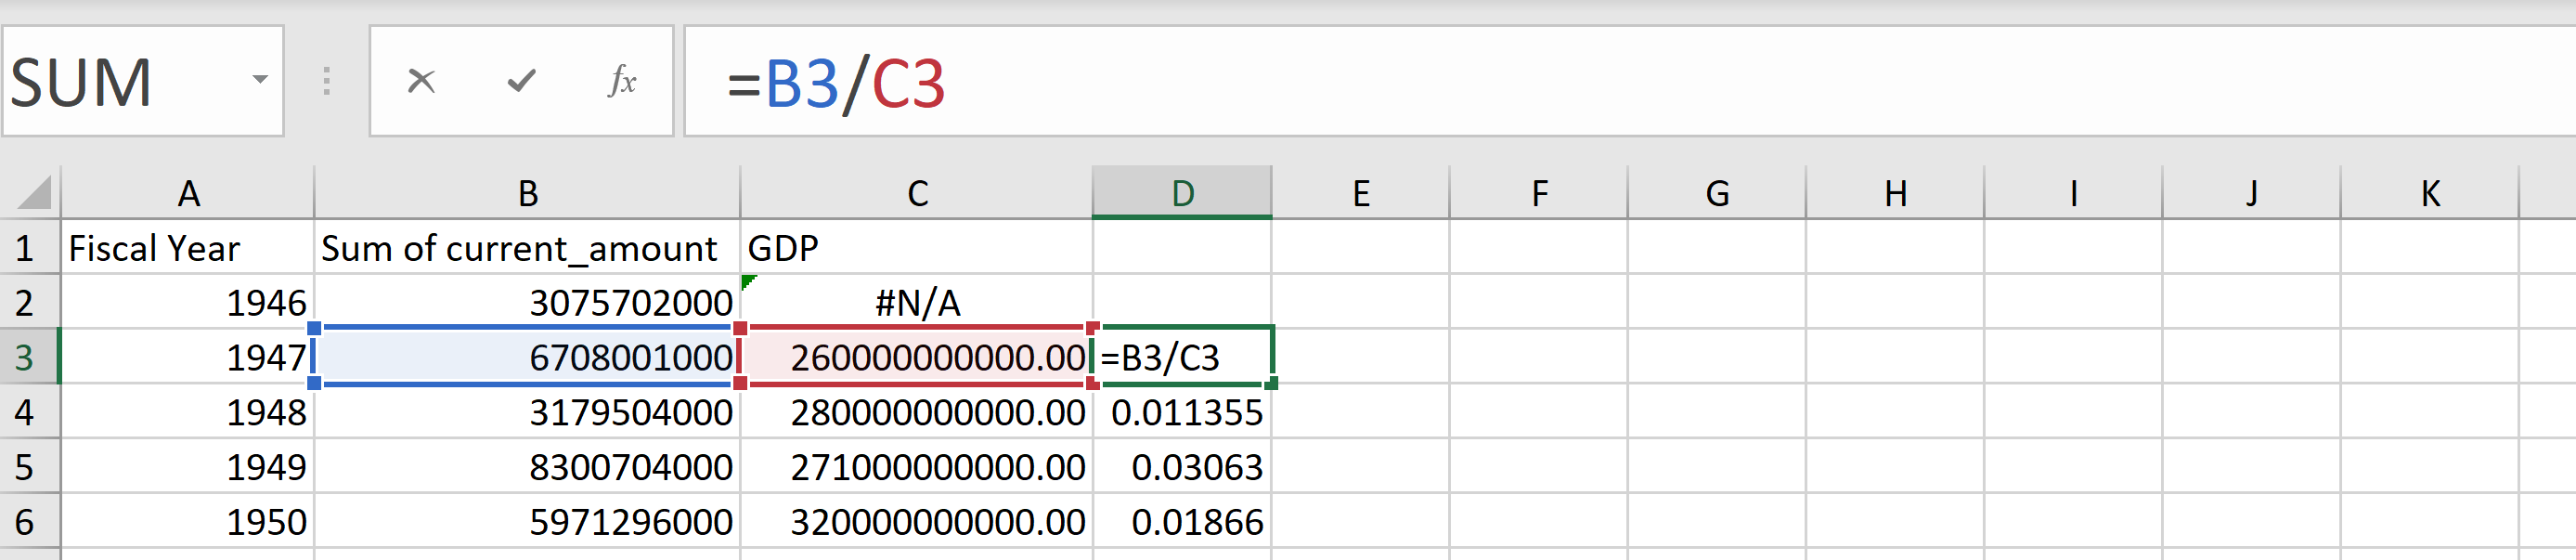 SUM fx =B3/C3
A B C D E F G H I J K
1 Fiscal Year Sum of current_amount GDP
2 1946 3075702000 #N/A
3 1947 6708001000 260000000000.00 =B3/C3
4 1948 3179504000 280000000000.00 0.011355
5 1949 8300704000 271000000000.00 0.03063
6 1950 5971296000 320000000000.00 0.01866